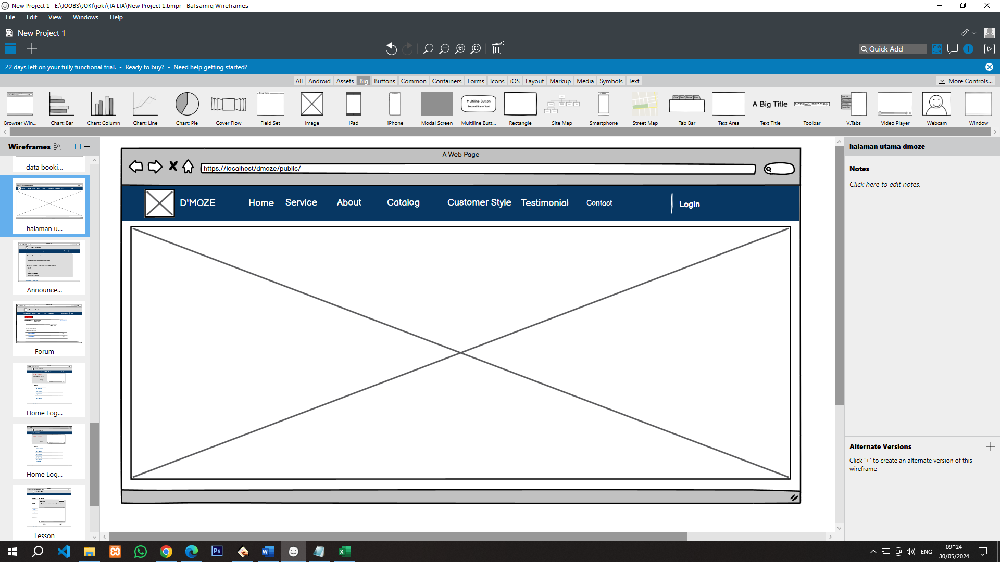 New Project 1 - E:\JOOBS\JOKI\joki\TA LIA\New Project 1.bmpr - Balsamiq Wireframes
File Edit View Windows Help
New Project 1
Quick Add
22 days left on your fully functional trial. • Ready to buy? • Need help getting started?
All Android Assets Big Buttons Common Containers Forms Icons iOS Layout Markup Media Symbols Text
More Controls...
Group Name
Multiline Button
Second line of text
One Two Three Four
A Big Title
Browser Win... Chart: Bar Chart: Column Chart: Line Chart: Pie Cover Flow Field Set Image iPad iPhone Modal Screen Multiline Butt... Rectangle Site Map Smartphone Street Map Tab Bar Text Area Text Title Toolbar V.Tabs Video Player Webcam Window
Wireframes
data booki...
halaman u...
Announce...
Forum
Home Log...
Home Log...
Lesson
A Web Page
https://localhost/dmoze/public/
D'MOZE Home Service About Catalog Customer Style Testimonial Contact Login
halaman utama dmoze
Notes
Click here to edit notes.
Alternate Versions
Click '+' to create an alternate version of this
wireframe
Ps
ENG
09:24
30/05/2024